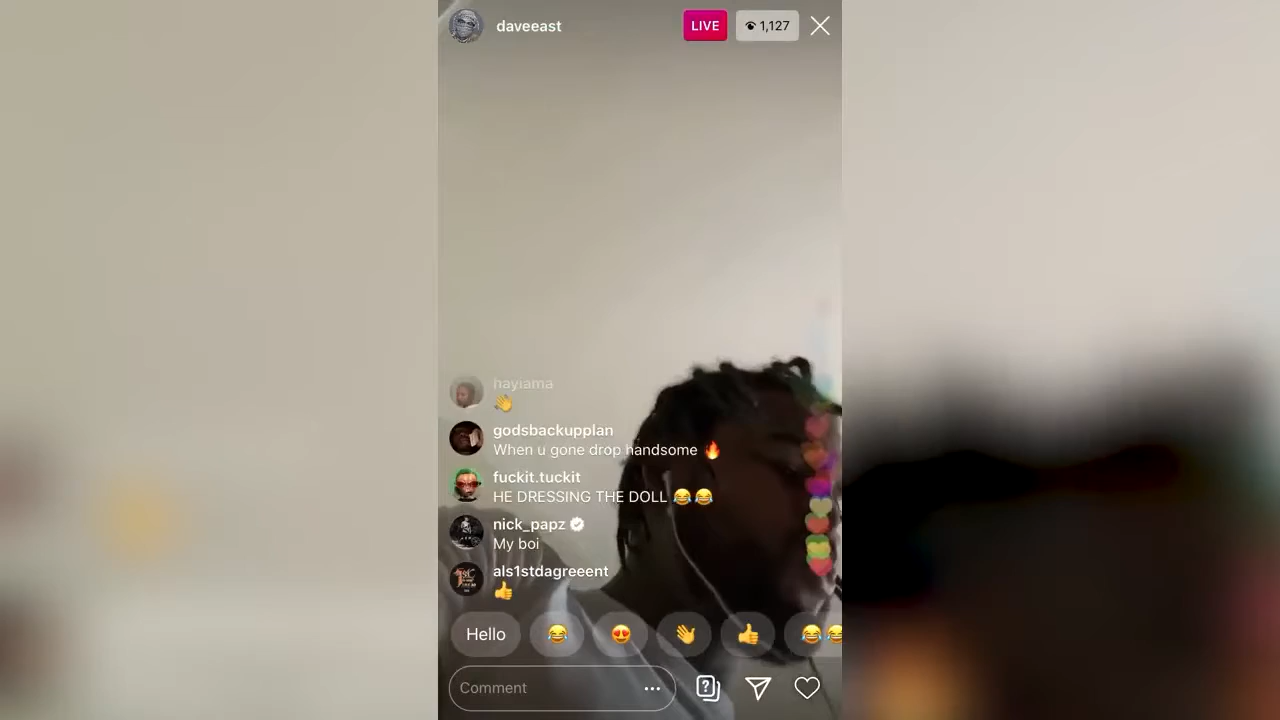 daveeast
LIVE
1,127
hayiama
👋
godsbackupplan
When u gone drop handsome 🔥
fuckit.tuckit
HE DRESSING THE DOLL 😂😂
nick_papz
My boi
als1stdagreeent
👍
Hello 😂 😍 👋 👍 😂😂
Comment